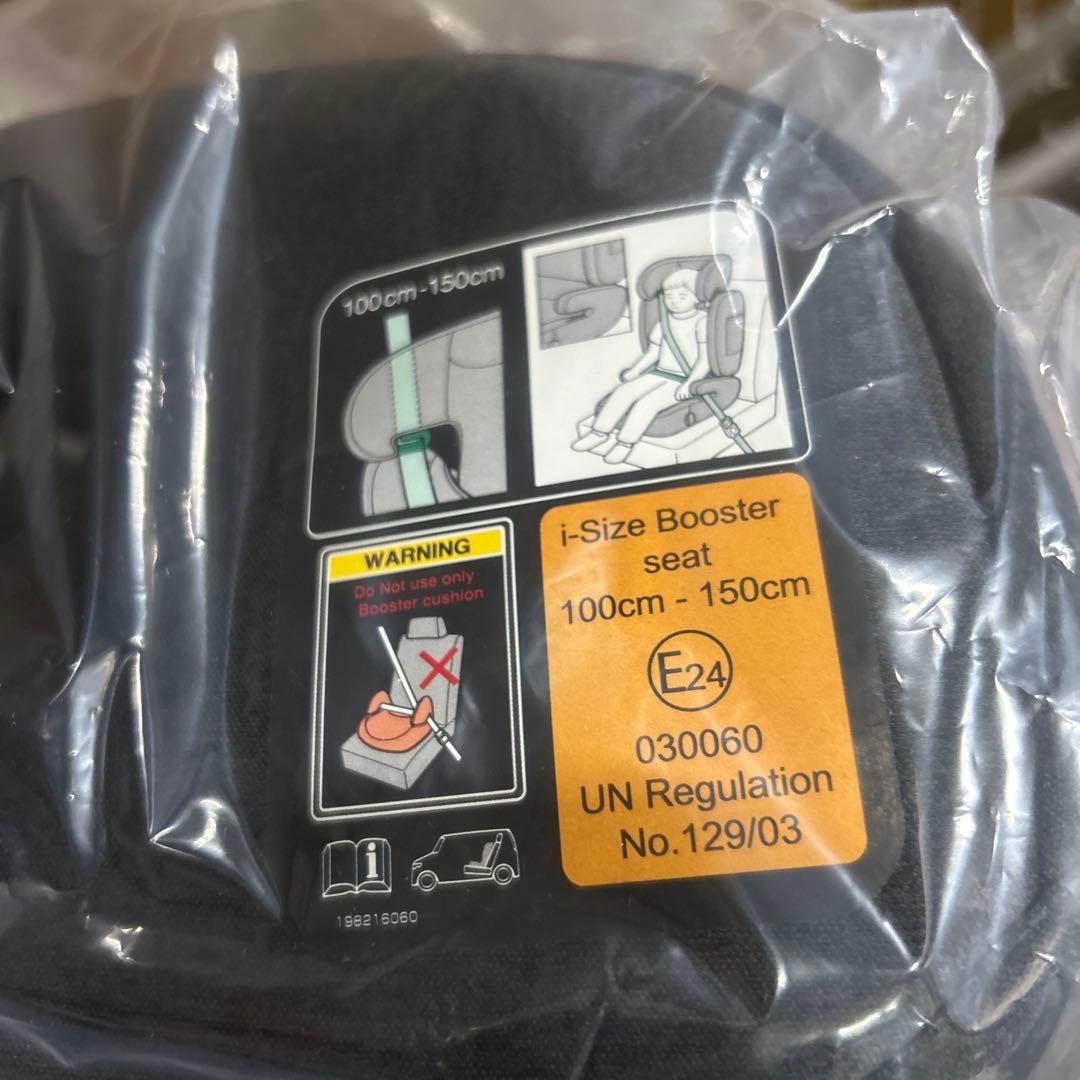 100cm-150cm
WARNING
Do Not use only
Booster cushion
i-Size Booster
seat
100cm - 150cm
E24
030060
UN Regulation
No.129/03
i
198216060